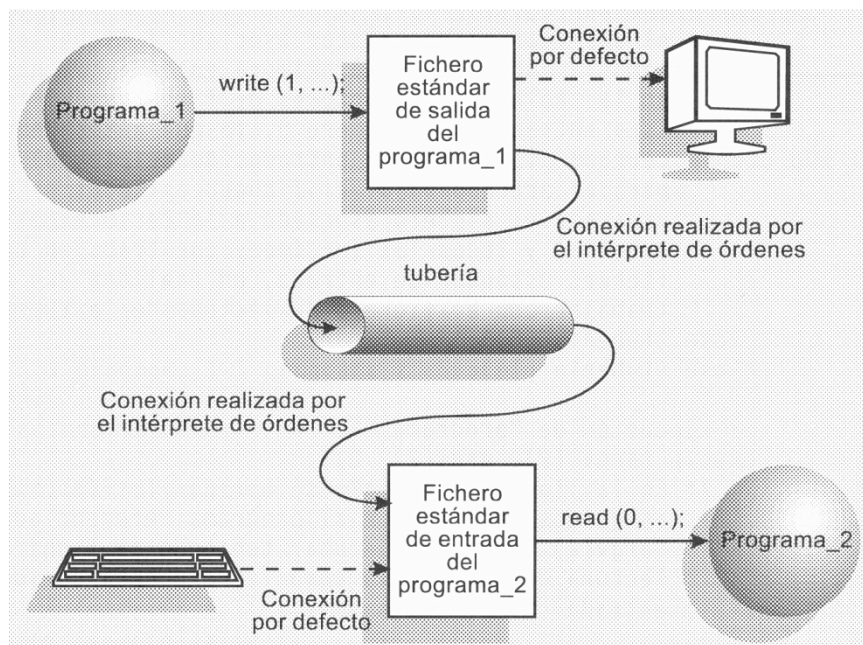 Programa_1
write (1, ...);
Fichero
estándar
de salida
del
programa_1
Conexión
por defecto
Conexión realizada por
el intérprete de órdenes
tubería
Conexión realizada por
el intérprete de órdenes
Fichero
estándar
de entrada
del
programa_2
read (0, ...);
Programa_2
Conexión
por defecto